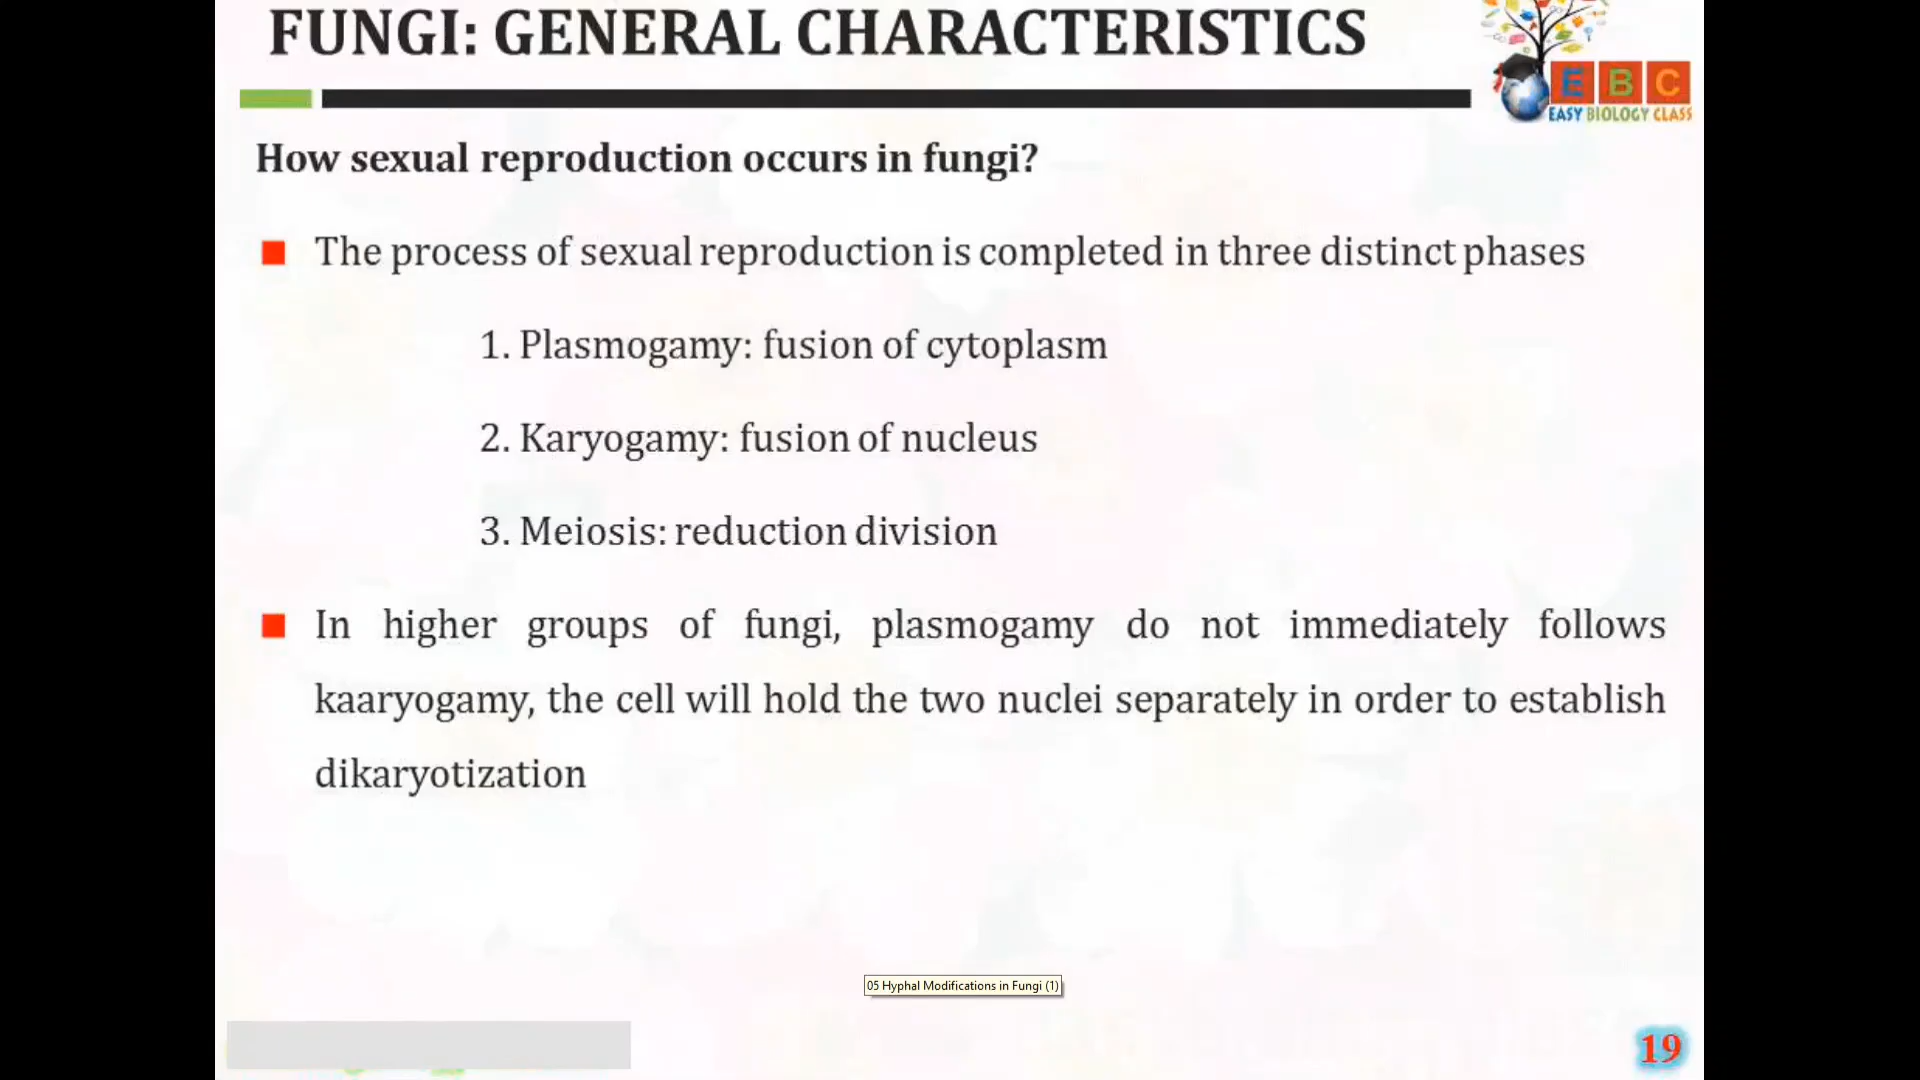 FUNGI: GENERAL CHARACTERISTICS
E B C
EASY BIOLOGY CLASS
How sexual reproduction occurs in fungi?
The process of sexual reproduction is completed in three distinct phases
1. Plasmogamy: fusion of cytoplasm
2. Karyogamy: fusion of nucleus
3. Meiosis: reduction division
In higher groups of fungi, plasmogamy do not immediately follows
kaaryogamy, the cell will hold the two nuclei separately in order to establish
dikaryotization
05 Hyphal Modifications in Fungi (1)
19